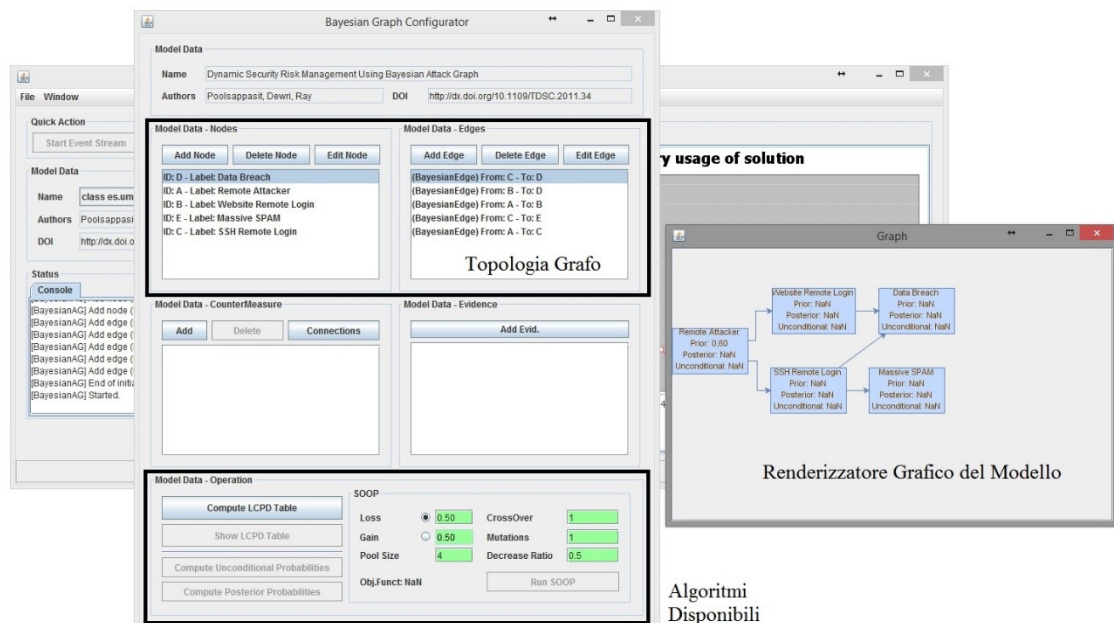 Bayesian Graph Configurator
Model Data
Name Dynamic Security Risk Management Using Bayesian Attack Graph
Authors Poolsappasit, Dewri, Ray DOI http://dx.doi.org/10.1109/TDSC.2011.34
Model Data - Nodes
Add Node Delete Node Edit Node
ID: D - Label: Data Breach
ID: A - Label: Remote Attacker
ID: B - Label: Website Remote Login
ID: E - Label: Massive SPAM
ID: C - Label: SSH Remote Login
Model Data - Edges
Add Edge Delete Edge Edit Edge
(BayesianEdge) From: C - To: D
(BayesianEdge) From: B - To: D
(BayesianEdge) From: A - To: B
(BayesianEdge) From: C - To: E
(BayesianEdge) From: A - To: C
Topologia Grafo
Model Data - CounterMeasure
Add Delete Connections
Model Data - Evidence
Add Evid.
Model Data - Operation
Compute LCPD Table
Show LCPD Table
Compute Unconditional Probabilities
Compute Posterior Probabilities
SOOP
Loss 0.50 CrossOver 1
Gain 0.50 Mutations 1
Pool Size 4 Decrease Ratio 0.5
Obj.Funct: NaN Run SOOP
Algoritmi
Disponibili
File Window
Quick Action
Start Event Stream
Model Data
Name class es.um
Authors Poolsappasi
DOI http://dx.doi.o
Status
Console
[BayesianAG] Add node (
[BayesianAG] Add edge (
[BayesianAG] Add edge (
[BayesianAG] Add edge (
[BayesianAG] Add edge (
[BayesianAG] Add edge (
[BayesianAG] End of initia
[BayesianAG] Started.
y usage of solution
4
Graph
Remote Attacker
Prior: 0,60
Posterior: NaN
Unconditional: NaN
Website Remote Login
Prior: NaN
Posterior: NaN
Unconditional: NaN
Data Breach
Prior: NaN
Posterior: NaN
Unconditional: NaN
SSH Remote Login
Prior: NaN
Posterior: NaN
Unconditional: NaN
Massive SPAM
Prior: NaN
Posterior: NaN
Unconditional: NaN
Renderizzatore Grafico del Modello